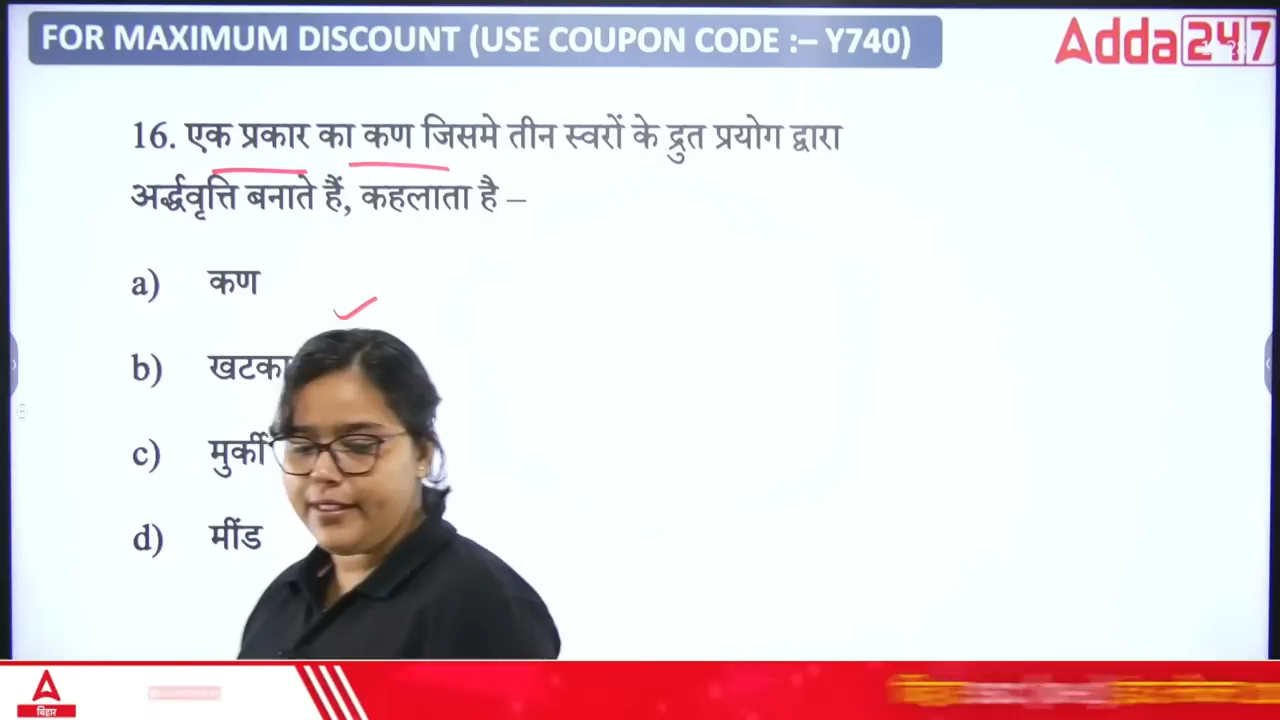 FOR MAXIMUM DISCOUNT (USE COUPON CODE :– Y740)
Adda247
16. एक प्रकार का कण जिसमे तीन स्वरों के द्रुत प्रयोग द्वारा
अर्द्धवृत्ति बनाते हैं, कहलाता है –
a) कण
b) खटका
c) मुर्की
d) मींड
बिहार